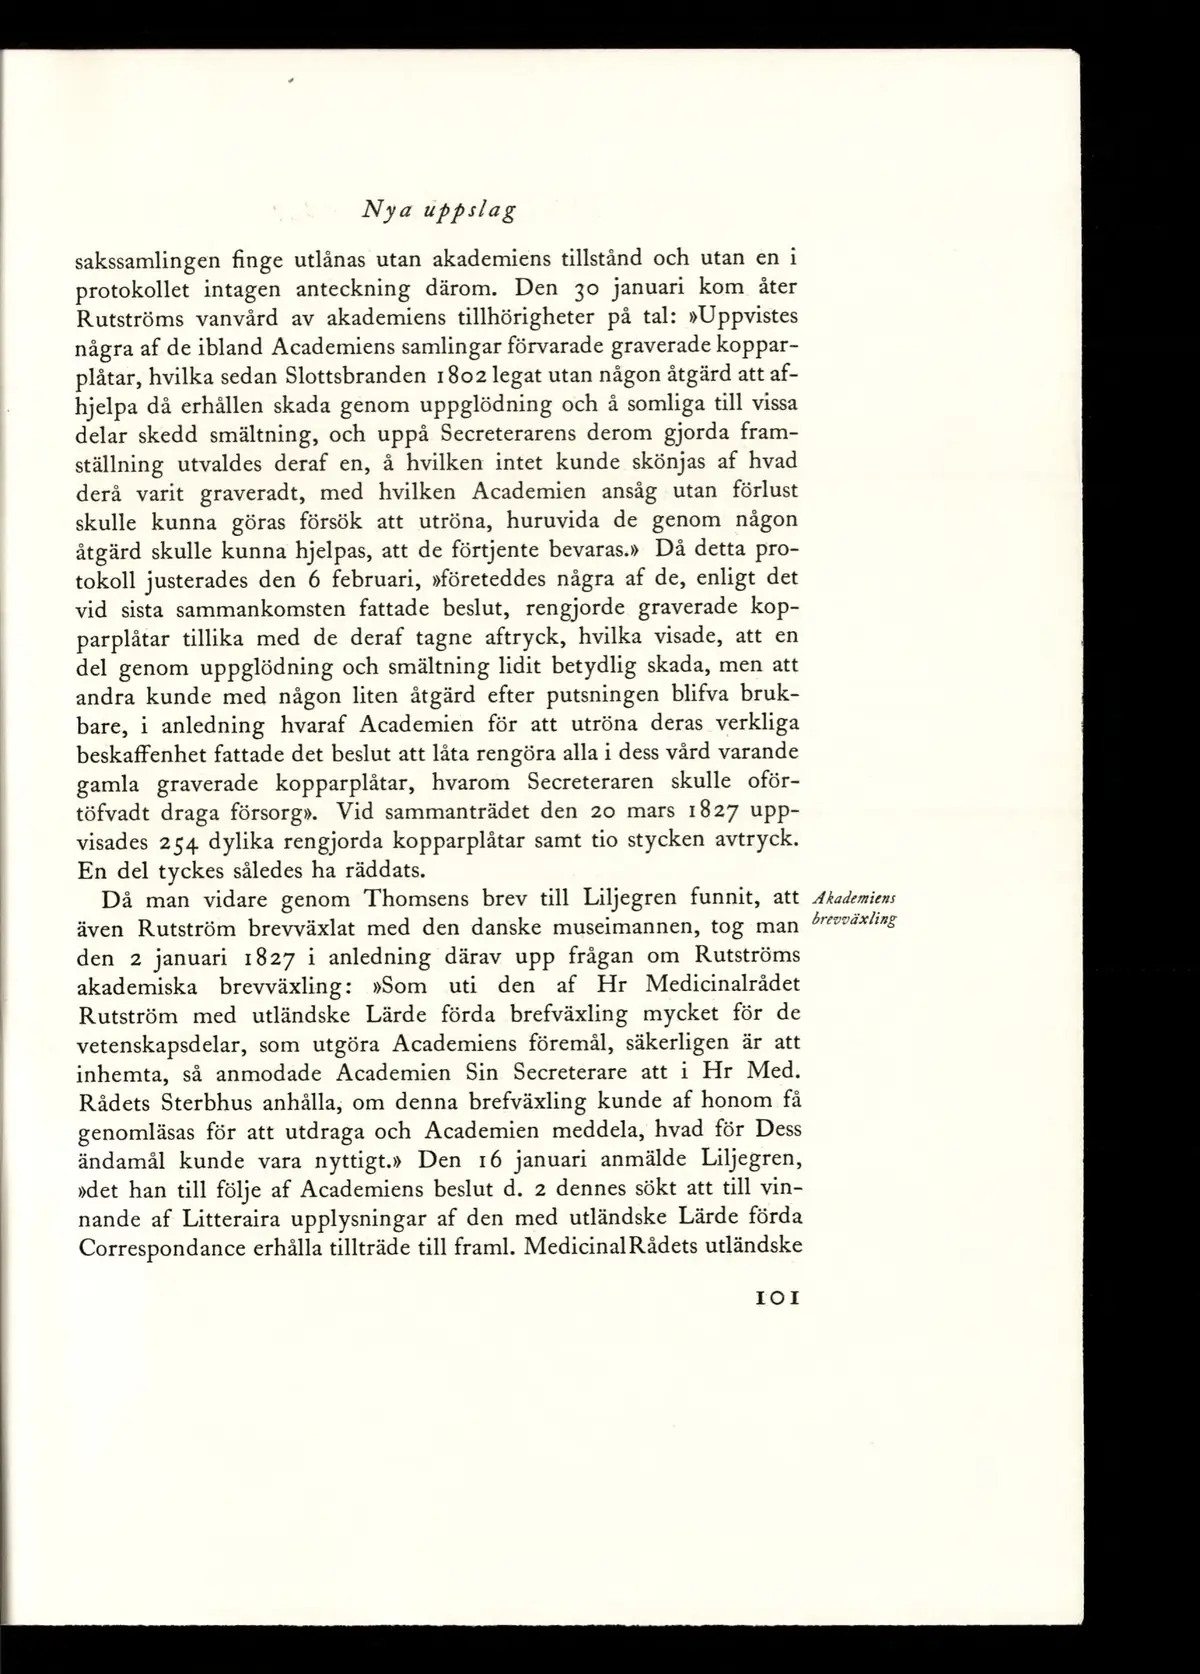 Nya uppslag
sakssamlingen finge utlånas utan akademiens tillstånd och utan en i
protokollet intagen anteckning därom. Den 30 januari kom åter
Rutströms vanvård av akademiens tillhörigheter på tal: »Uppvistes
några af de ibland Academiens samlingar förvarade graverade koppar-
plåtar, hvilka sedan Slottsbranden 1802 legat utan någon åtgärd att af-
hjelpa då erhållen skada genom uppglödning och å somliga till vissa
delar skedd smältning, och uppå Secreterarens derom gjorda fram-
ställning utvaldes deraf en, å hvilken intet kunde skönjas af hvad
derå varit graveradt, med hvilken Academien ansåg utan förlust
skulle kunna göras försök att utröna, huruvida de genom någon
åtgärd skulle kunna hjelpas, att de förtjente bevaras.» Då detta pro-
tokoll justerades den 6 februari, »företeddes några af de, enligt det
vid sista sammankomsten fattade beslut, rengjorde graverade kop-
parplåtar tillika med de deraf tagne aftryck, hvilka visade, att en
del genom uppglödning och smältning lidit betydlig skada, men att
andra kunde med någon liten åtgärd efter putsningen blifva bruk-
bare, i anledning hvaraf Academien för att utröna deras verkliga
beskaffenhet fattade det beslut att låta rengöra alla i dess vård varande
gamla graverade kopparplåtar, hvarom Secreteraren skulle oför-
töfvadt draga försorg». Vid sammanträdet den 20 mars 1827 upp-
visades 254 dylika rengjorda kopparplåtar samt tio stycken avtryck.
En del tyckes således ha räddats.
Då man vidare genom Thomsens brev till Liljegren funnit, att
Akademiens
brevväxling
även Rutström brevväxlat med den danske museimannen, tog man
den 2 januari 1827 i anledning därav upp frågan om Rutströms
akademiska brevväxling: »Som uti den af Hr Medicinalrådet
Rutström med utländske Lärde förda brefväxling mycket för de
vetenskapsdelar, som utgöra Academiens föremål, säkerligen är att
inhemta, så anmodade Academien Sin Secreterare att i Hr Med.
Rådets Sterbhus anhålla, om denna brefväxling kunde af honom få
genomläsas för att utdraga och Academien meddela, hvad för Dess
ändamål kunde vara nyttigt.» Den 16 januari anmälde Liljegren,
»det han till följe af Academiens beslut d. 2 dennes sökt att till vin-
nande af Litteraira upplysningar af den med utländske Lärde förda
Correspondance erhålla tillträde till framl. MedicinalRådets utländske
101